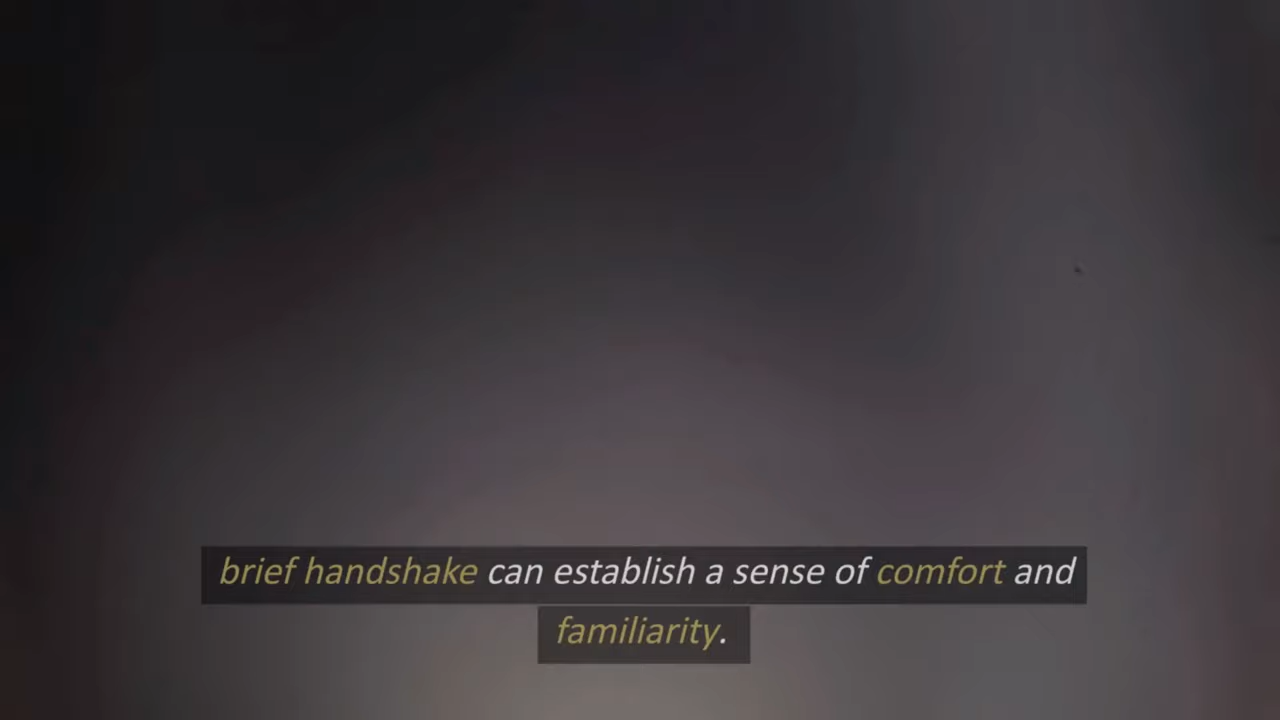 brief handshake can establish a sense of comfort and
familiarity.